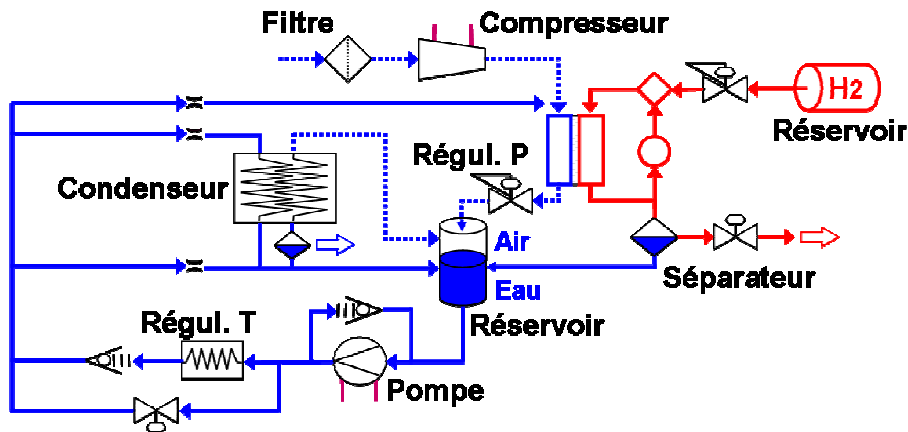 Filtre
Compresseur
H2
Réservoir
Régul. P
Condenseur
Air
Eau
Séparateur
Réservoir
Régul. T
Pompe